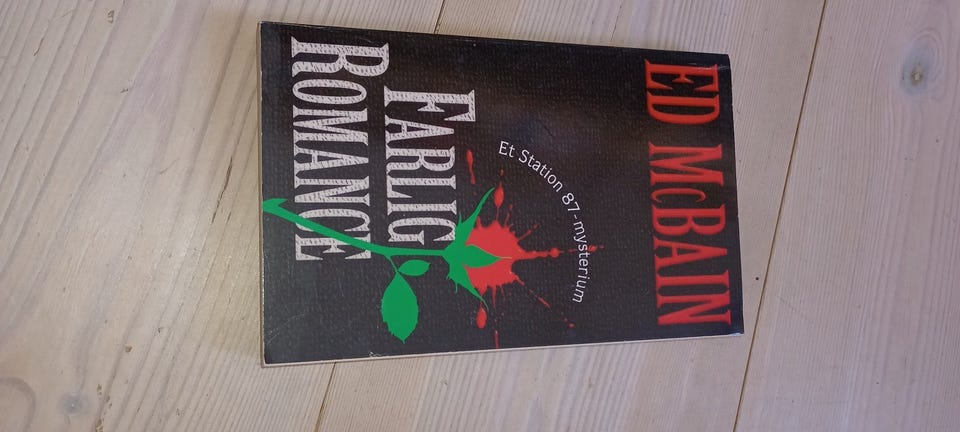 ED MCBAIN
Et Station 87-mysterium
FARLIG
ROMANCE